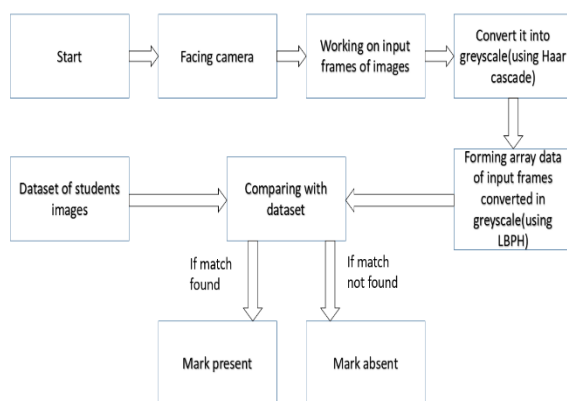 Start
Facing camera
Working on input
frames of images
Convert it into
greyscale(using Haar
cascade)
Dataset of students
images
Comparing with
dataset
Forming array data
of input frames
converted in
greyscale(using
LBPH)
If match
found
If match
not found
Mark present
Mark absent